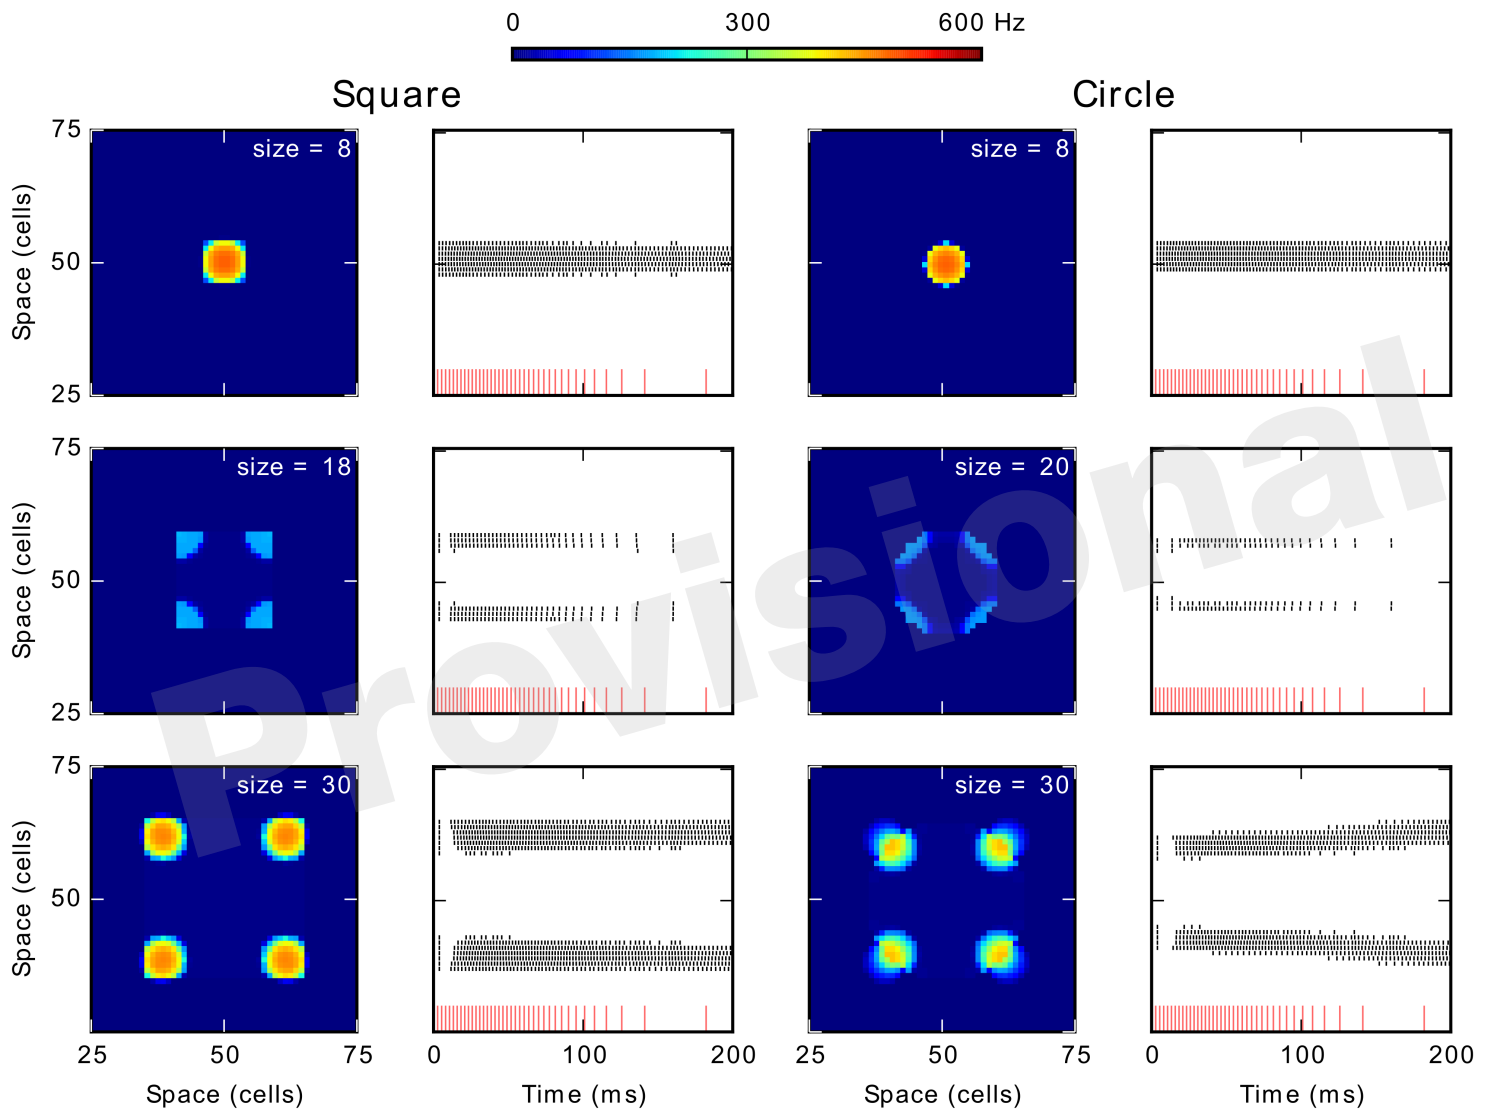 0 300 600 Hz
Square Circle
75
size = 8
size = 8
Space (cells)
50
25
75
size = 18
size = 20
Space (cells)
50
25
75
size = 30
size = 30
Space (cells)
50
25 50 75 0 100 200 25 50 75 0 100 200
Space (cells) Time (ms) Space (cells) Time (ms)
Provisional